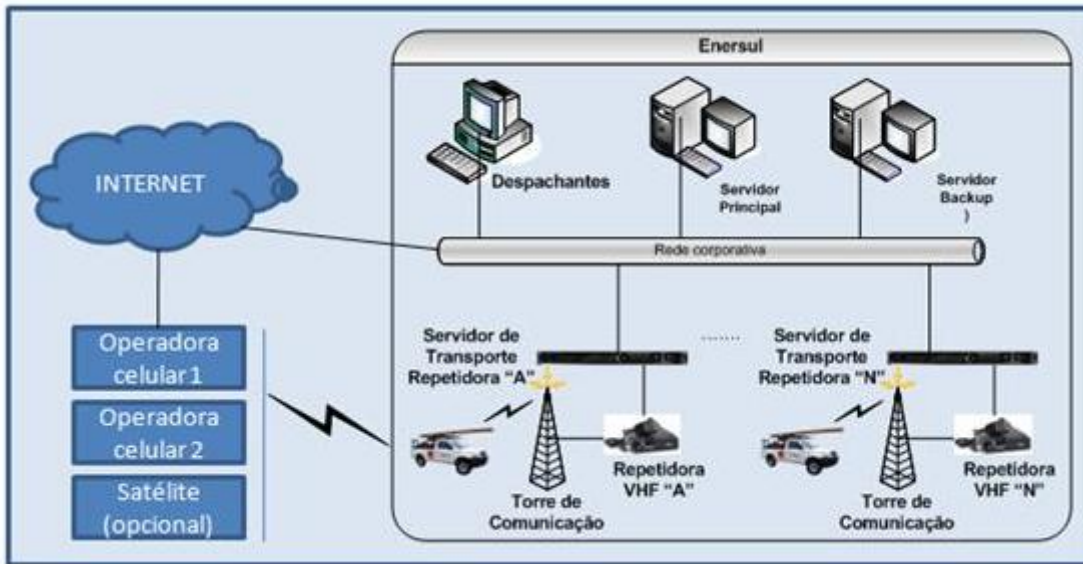 Enersul
INTERNET
Despachantes
Servidor
Principal
Servidor
Backup
)
Rede corporativa
Operadora
celular 1
Operadora
celular 2
Satélite
(opcional)
Servidor de
Transporte
Repetidora “A”
.......
Servidor de
Transporte
Repetidora “N”
Repetidora
VHF “A”
Torre de
Comunicação
Repetidora
VHF “N”
Torre de
Comunicação